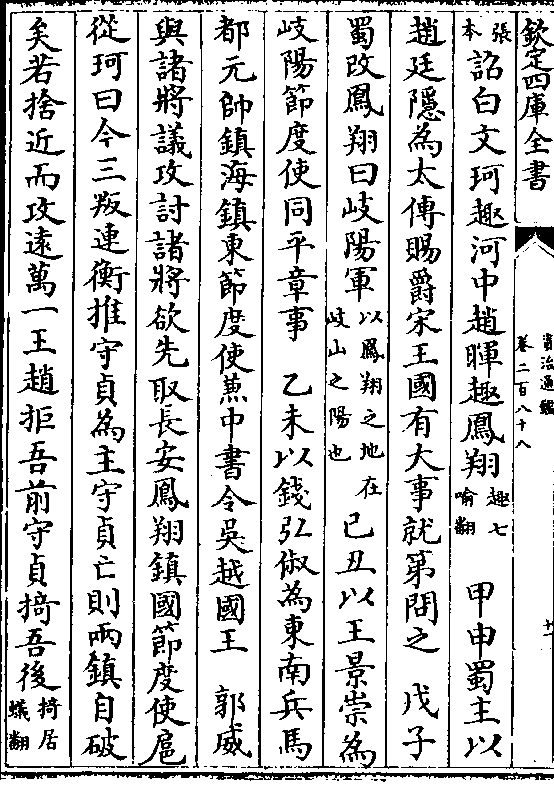 欽定四庫全書
資治通鑑
卷二百八十八
十一
張本詔白文珂趣河中趙暉趣鳳翔趣七喻翻 甲申蜀主以
趙廷隱為太傅賜爵宋王國有大事就第問之 戊子
蜀改鳳翔曰岐陽軍以鳳翔之地在岐山之陽也 己丑以王景崇為
岐陽節度使同平章事 乙未以錢弘俶為東南兵馬
都元帥鎮海鎮東節度使兼中書令吳越國王 郭威
與諸將議攻討諸將欲先取長安鳳翔鎮國節度使扈
從珂曰今三叛連衡推守貞為主守貞亡則兩鎮自破
矣若捨近而攻遠萬一王趙拒吾前守貞掎吾後掎居蟻翻